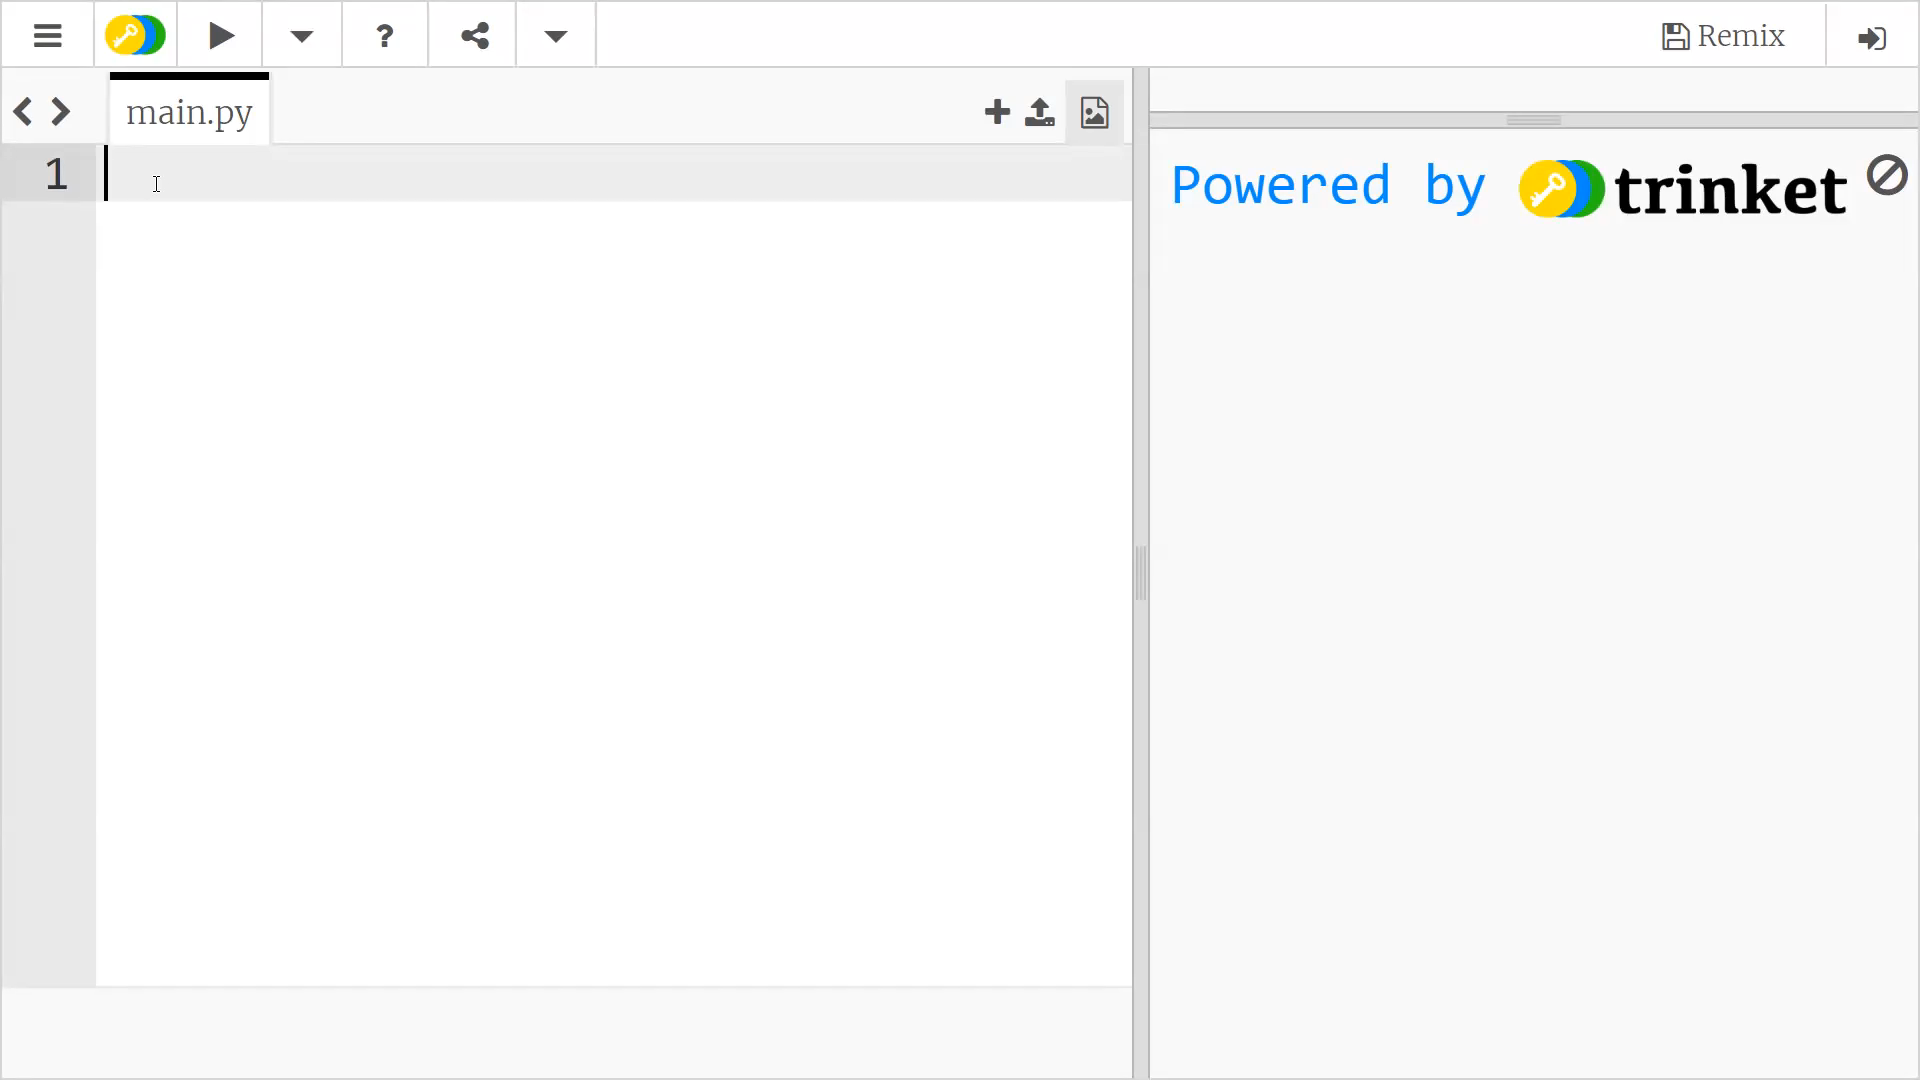 ? Remix
main.py
1
Powered by trinket